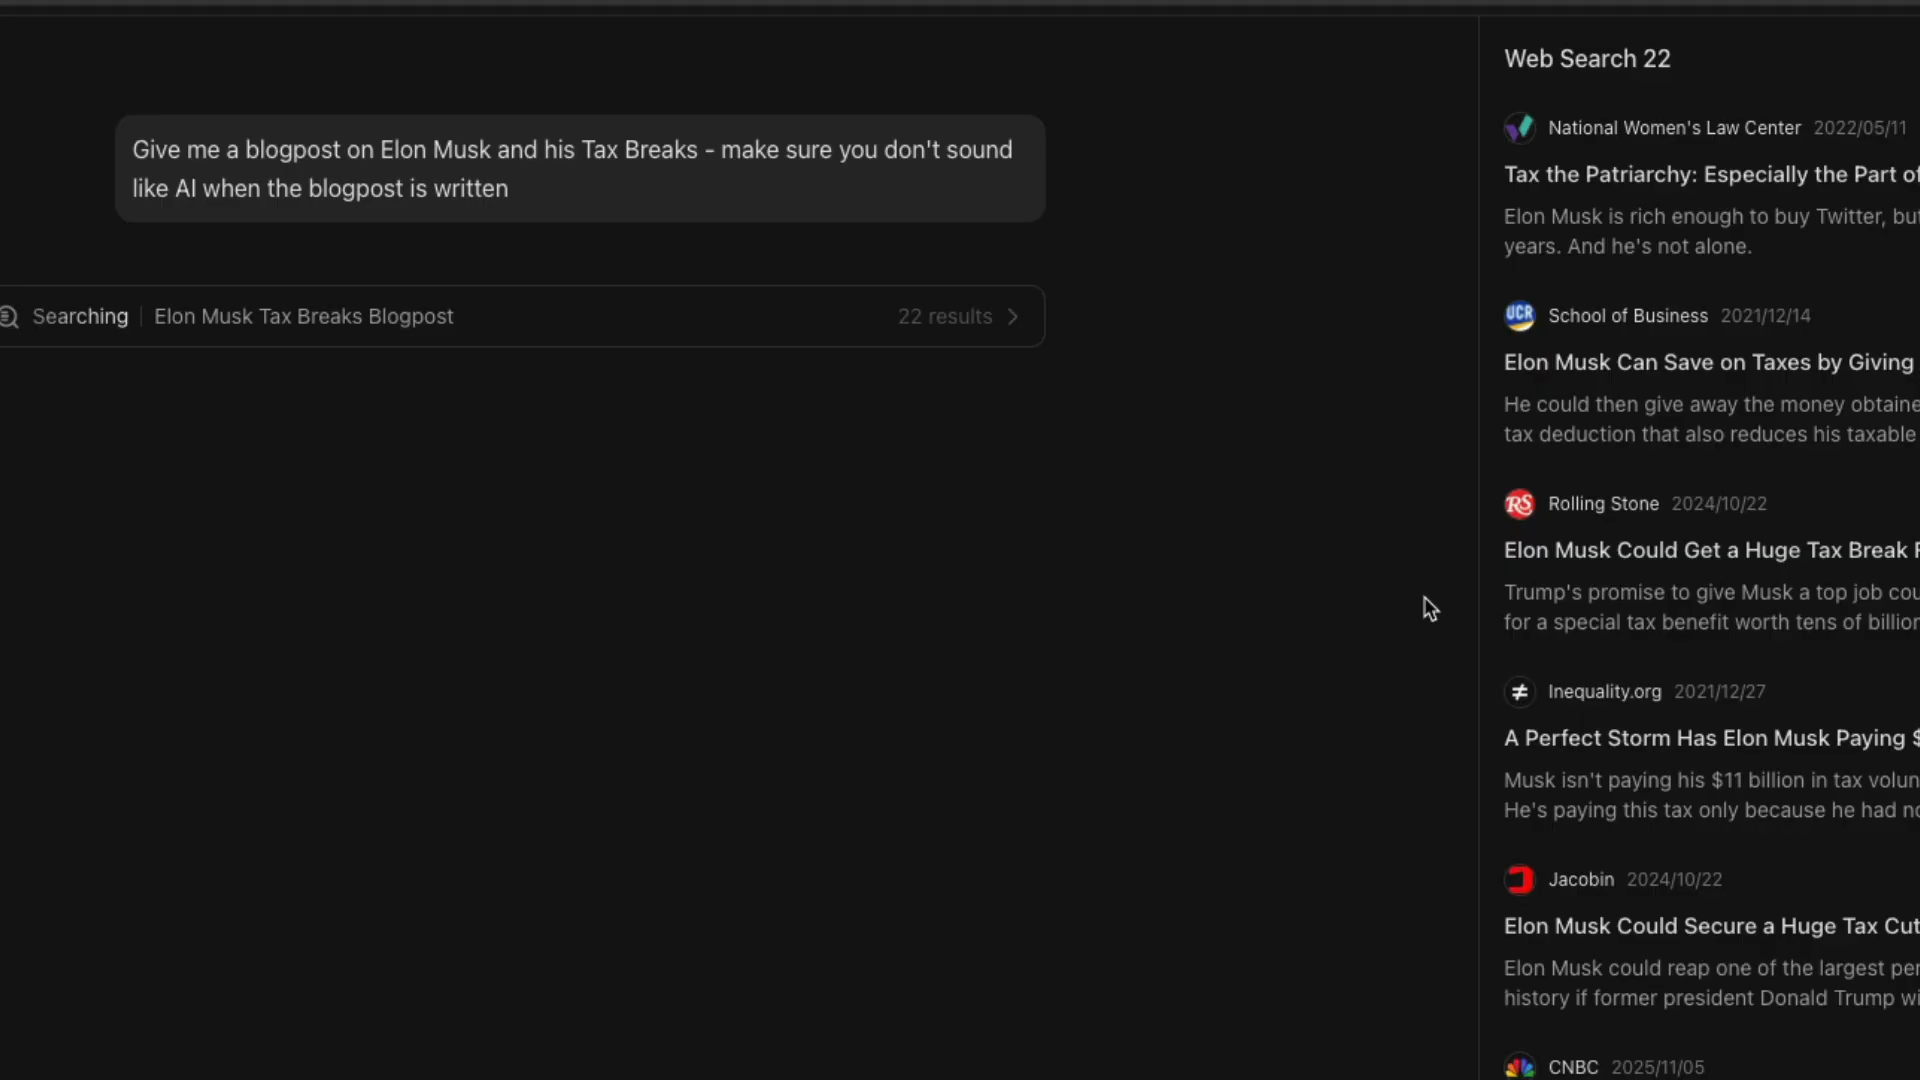 Give me a blogpost on Elon Musk and his Tax Breaks - make sure you don't sound
like AI when the blogpost is written
Searching
Elon Musk Tax Breaks Blogpost
22 results
Web Search 22
National Women's Law Center 2022/05/11
Tax the Patriarchy: Especially the Part of
Elon Musk is rich enough to buy Twitter, but
years. And he's not alone.
UCR School of Business 2021/12/14
Elon Musk Can Save on Taxes by Giving
He could then give away the money obtaine
tax deduction that also reduces his taxable
RS Rolling Stone 2024/10/22
Elon Musk Could Get a Huge Tax Break
Trump's promise to give Musk a top job cou
for a special tax benefit worth tens of billion
Inequality.org 2021/12/27
A Perfect Storm Has Elon Musk Paying $
Musk isn't paying his $11 billion in tax volun
He's paying this tax only because he had no
Jacobin 2024/10/22
Elon Musk Could Secure a Huge Tax Cut
Elon Musk could reap one of the largest per
history if former president Donald Trump wi
CNBC 2025/11/05